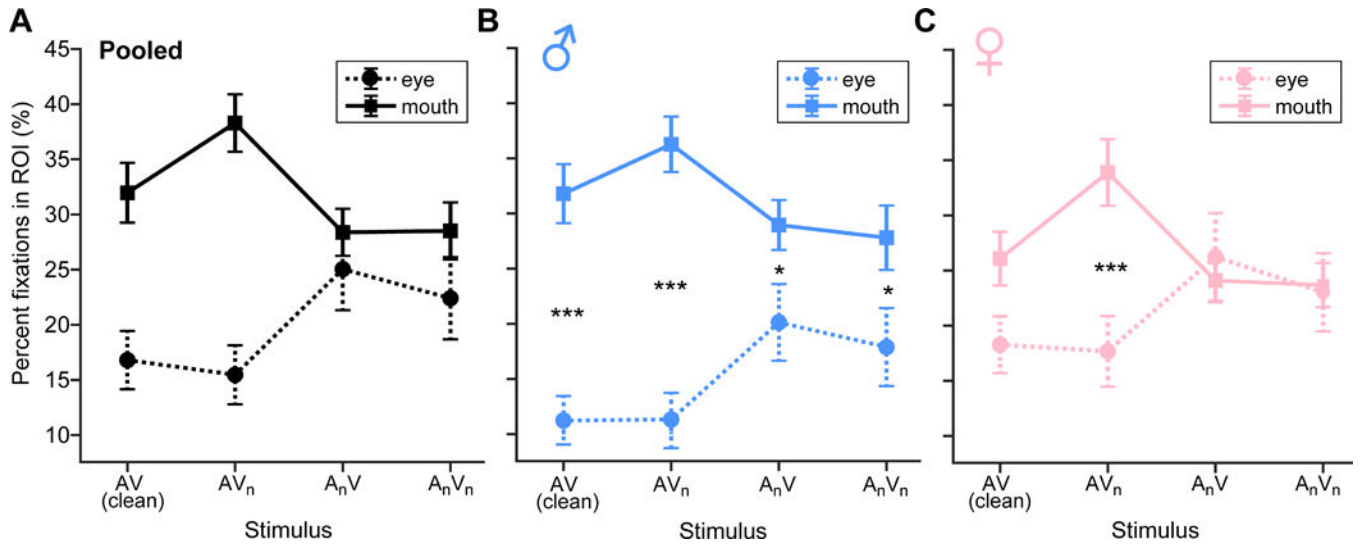 A
Pooled
eye
mouth
Percent fixations in ROI (%)
45
40
35
30
25
20
15
10
AV
(clean)
AVₙ
AₙV
AₙVₙ
Stimulus
B
♂
eye
mouth
***
***
*
*
AV
(clean)
AVₙ
AₙV
AₙVₙ
Stimulus
C
♀
eye
mouth
***
AV
(clean)
AVₙ
AₙV
AₙVₙ
Stimulus